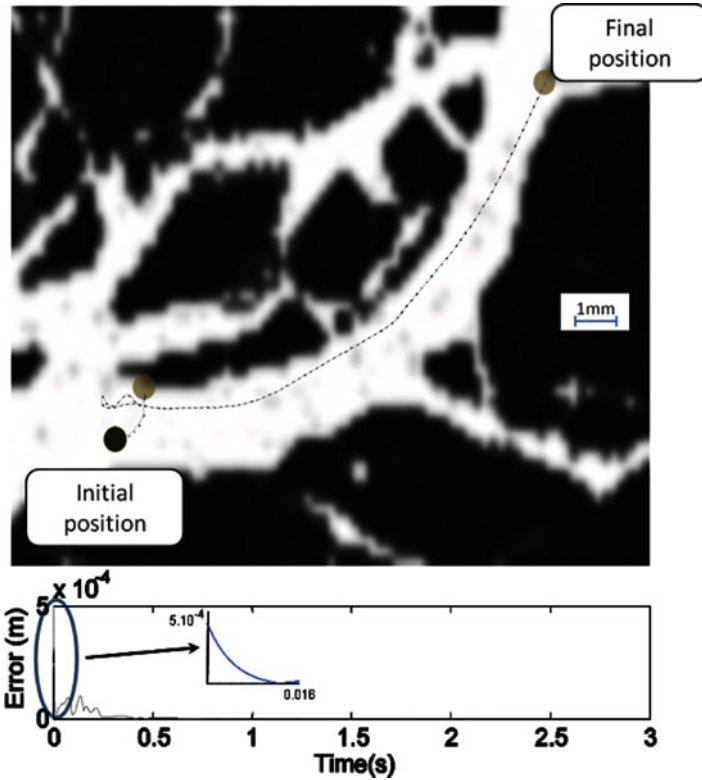 Final
position
1mm
Initial
position
5 x 10-4
Error (m)
5.10-4
0.016
0
0 0.5 1 1.5 2 2.5 3
Time(s)